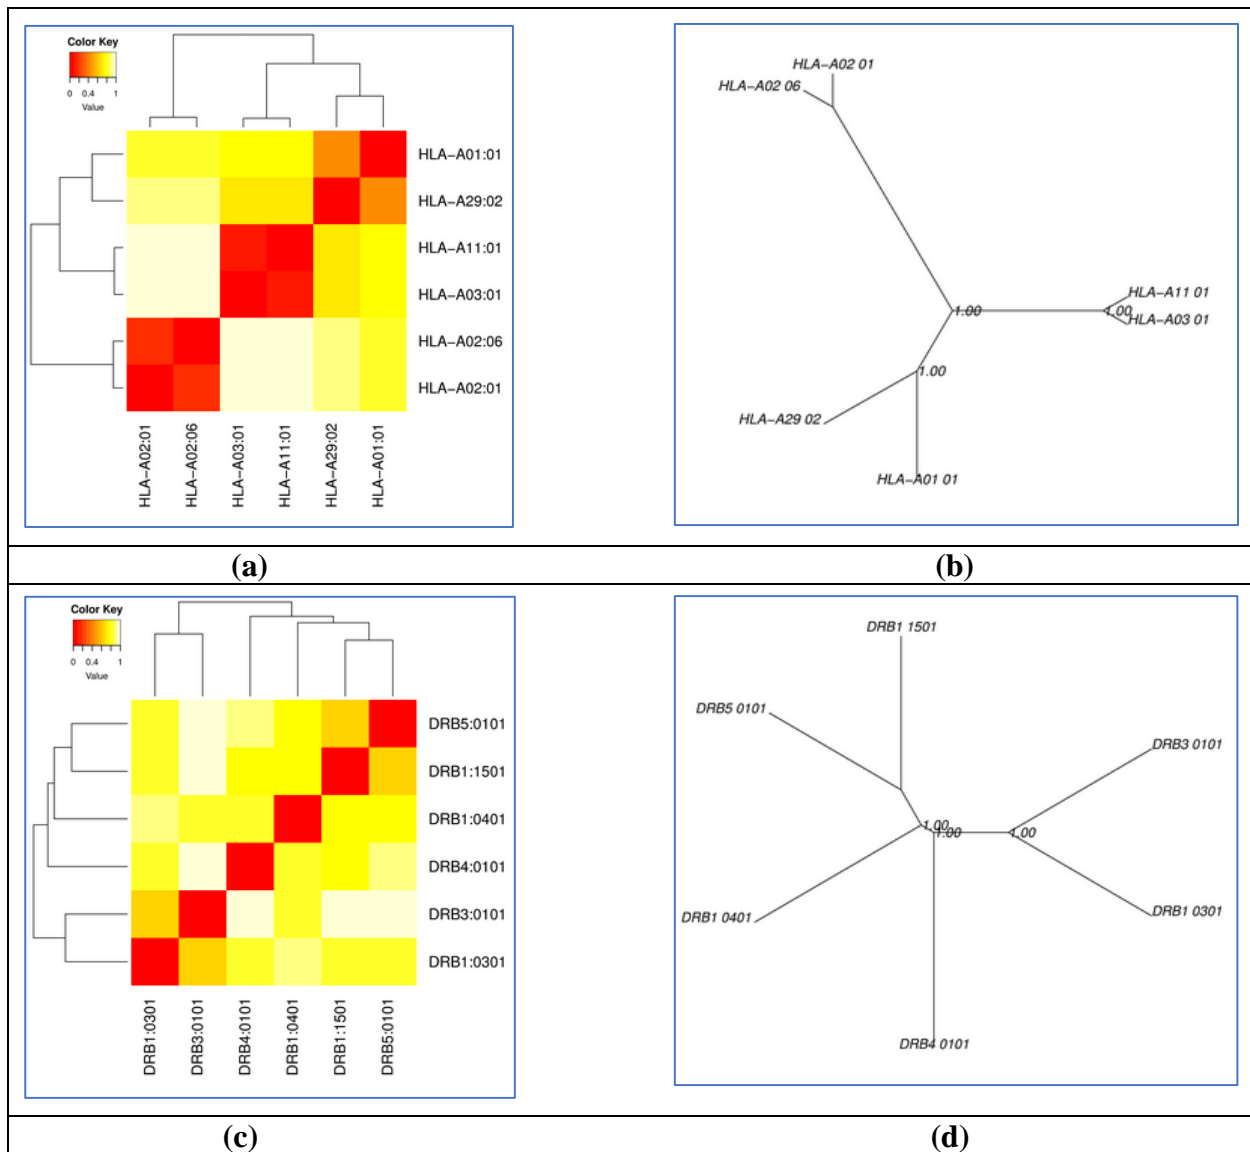 Color Key
0 0.4 1
Value
HLA-A01:01
HLA-A29:02
HLA-A11:01
HLA-A03:01
HLA-A02:06
HLA-A02:01
HLA-A02:01
HLA-A02:06
HLA-A03:01
HLA-A11:01
HLA-A29:02
HLA-A01:01
HLA-A02 01
HLA-A02 06
HLA-A11 01
1.00
1.00
HLA-A03 01
1.00
HLA-A29 02
HLA-A01 01
(a)
(b)
Color Key
0 0.4 1
Value
DRB5:0101
DRB1:1501
DRB1:0401
DRB4:0101
DRB3:0101
DRB1:0301
DRB1:0301
DRB3:0101
DRB4:0101
DRB1:0401
DRB1:1501
DRB5:0101
DRB1 1501
DRB5 0101
DRB3 0101
1.00
1.00
1.00
DRB1 0401
DRB1 0301
DRB4 0101
(c)
(d)